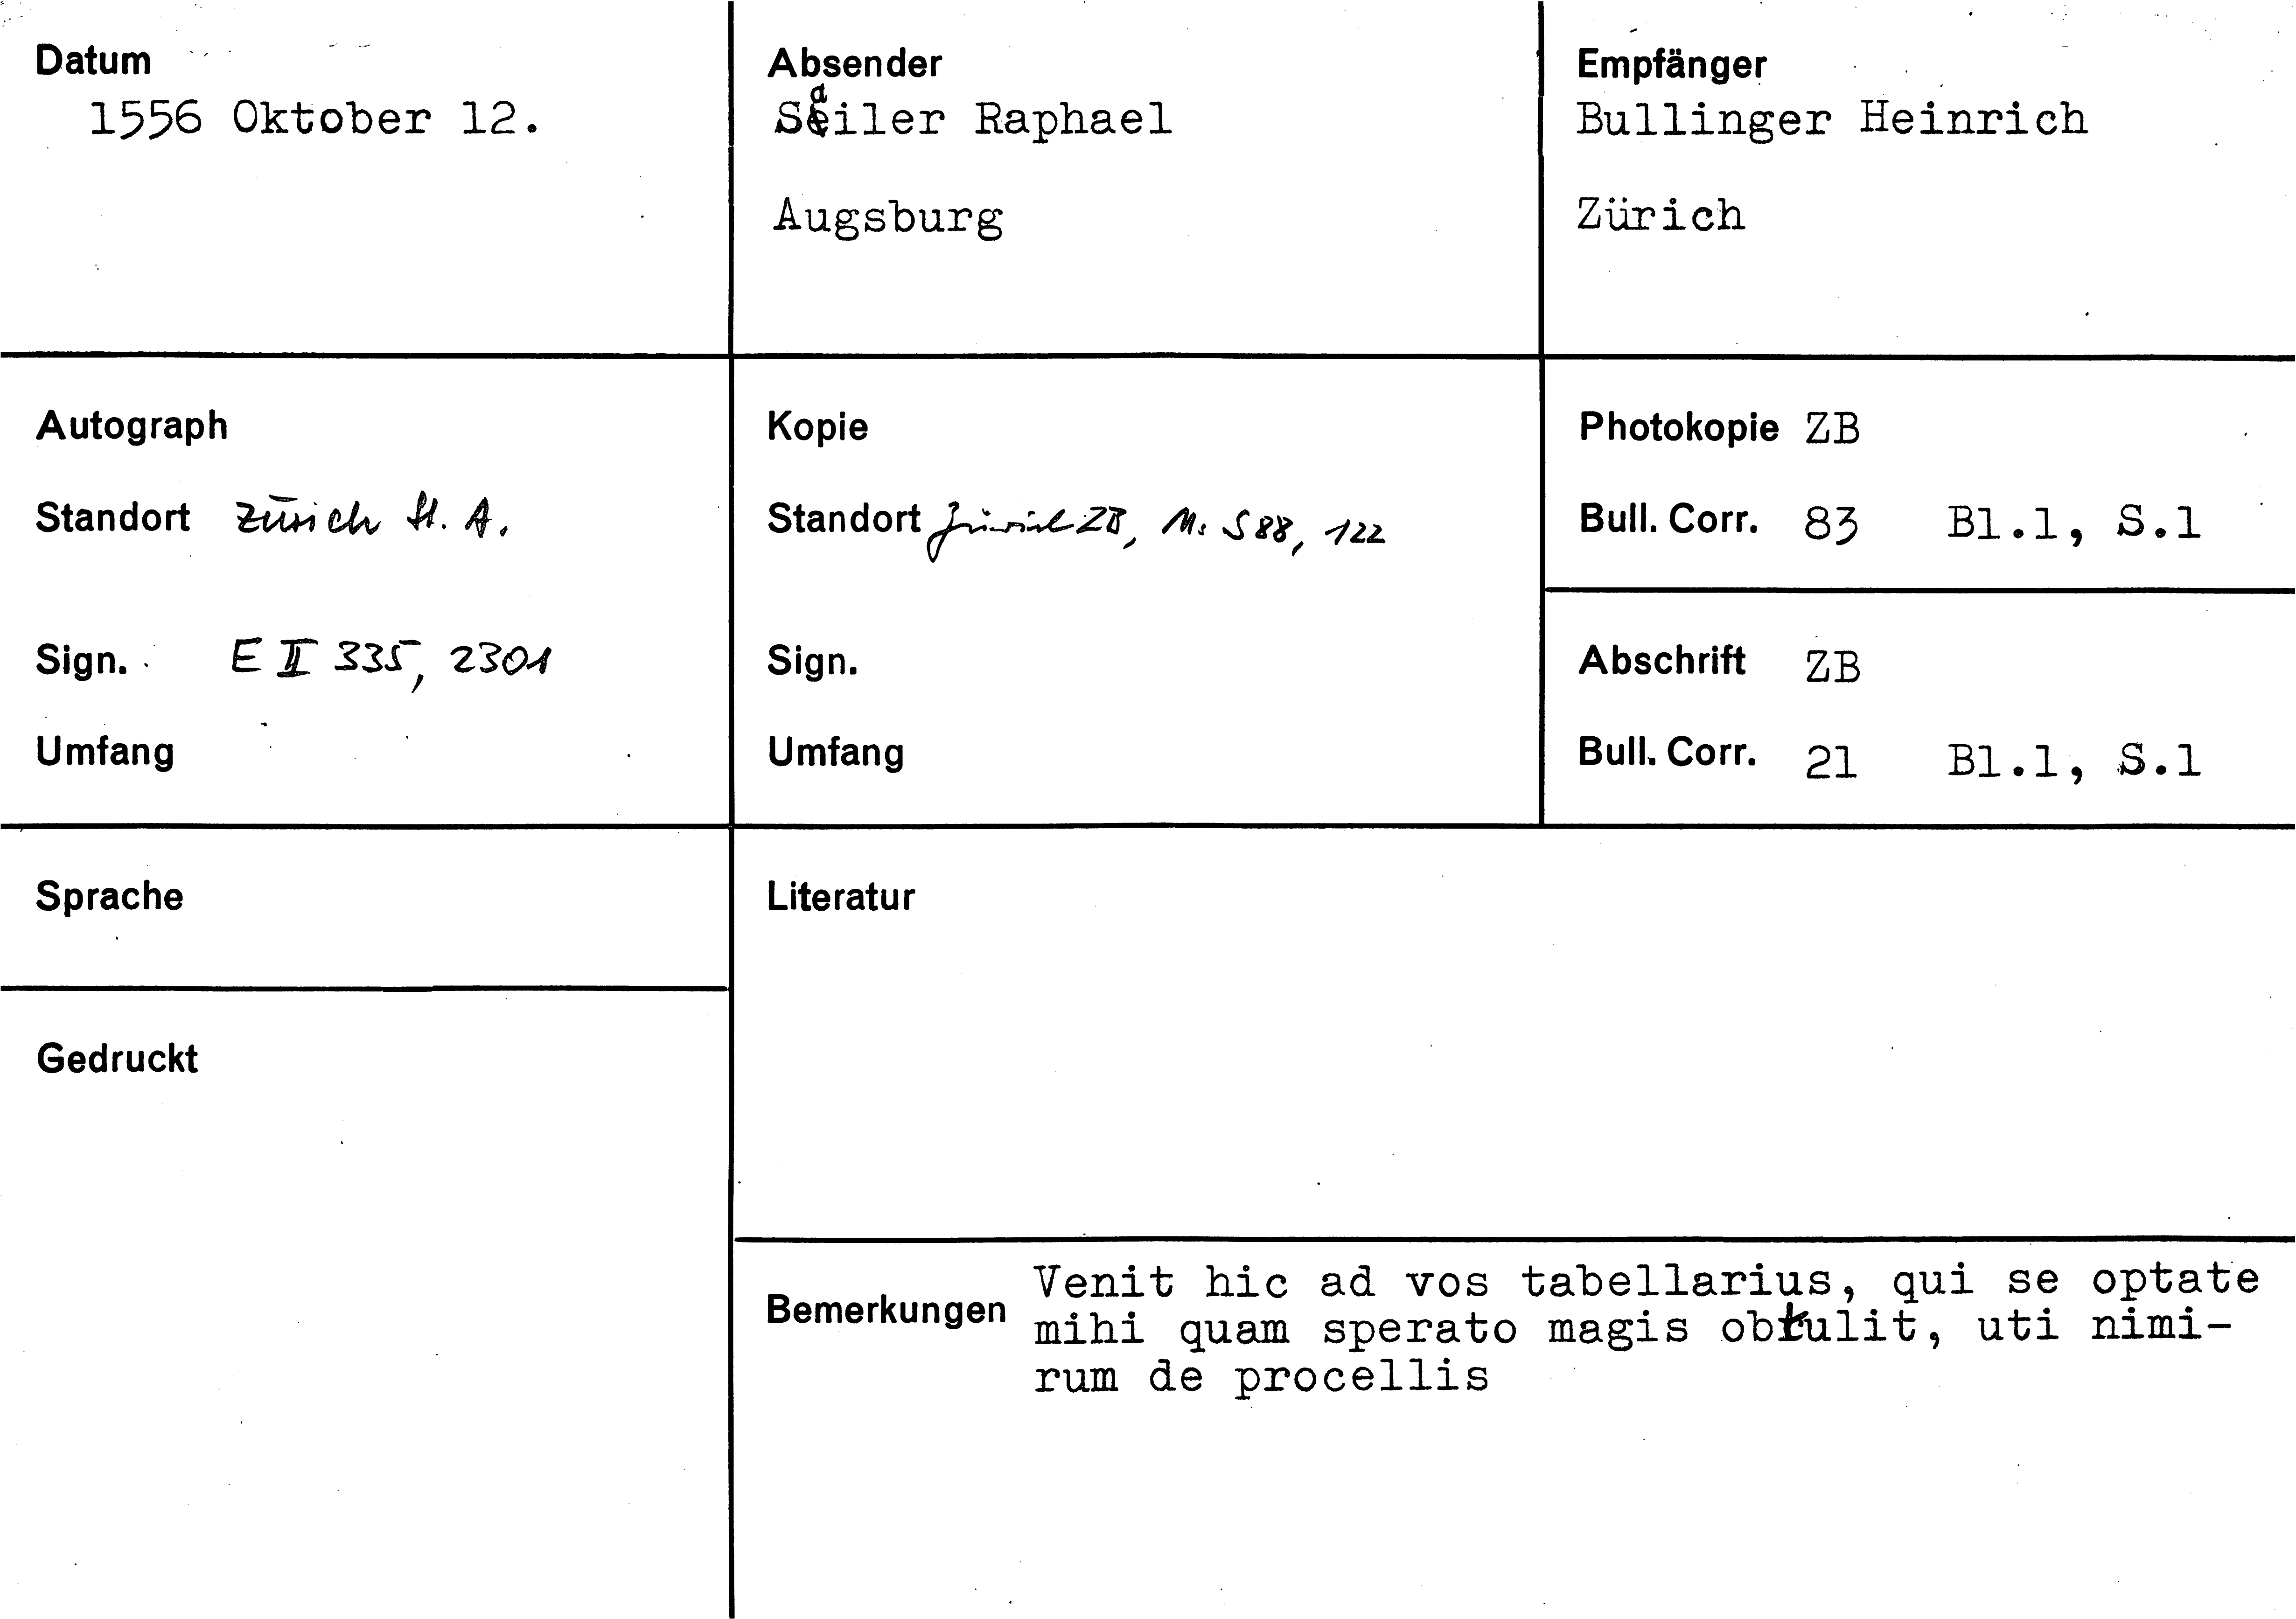 Datum
1556 Oktober 12.
Absender
Sailer Raphael
Augsburg
Empfänger
Bullinger Heinrich
Zürich
Autograph
Standort Zürich St. A.
Sign. E II 335, 2301
Umfang
Kopie
Standort Zürich ZB, Ms S 88, 122
Sign.
Umfang
Photokopie ZB
Bull. Corr. 83 Bl.1, S.1
Abschrift ZB
Bull. Corr. 21 Bl.1, S.1
Sprache
Gedruckt
Literatur
Bemerkungen
Venit hic ad vos tabellarius, qui se optate
mihi quam sperato magis obtulit, uti nimi-
rum de procellis